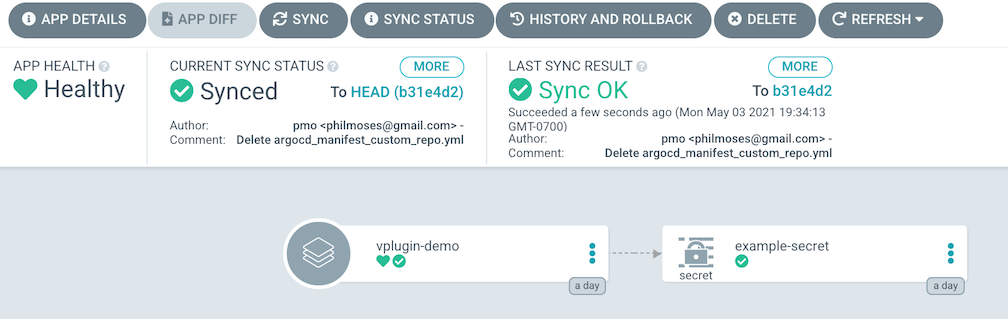 APP DETAILS APP DIFF SYNC SYNC STATUS HISTORY AND ROLLBACK DELETE REFRESH
APP HEALTH
Healthy
CURRENT SYNC STATUS MORE
Synced To HEAD (b31e4d2)
Author: pmo <philmoses@gmail.com> -
Comment: Delete argocd_manifest_custom_repo.yml
LAST SYNC RESULT MORE
Sync OK To b31e4d2
Succeeded a few seconds ago (Mon May 03 2021 19:34:13
GMT-0700)
Author: pmo <philmoses@gmail.com> -
Comment: Delete argocd_manifest_custom_repo.yml
vplugin-demo
a day
secret
example-secret
a day